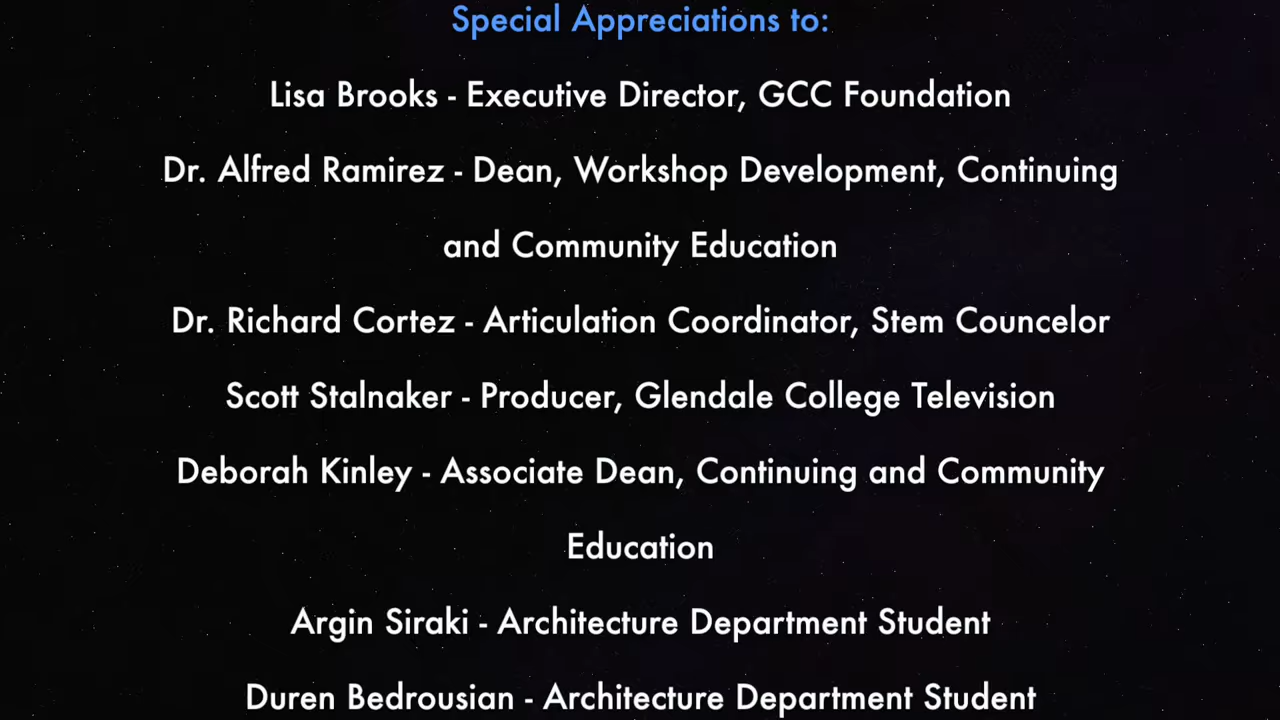 Special Appreciations to:
Lisa Brooks - Executive Director, GCC Foundation
Dr. Alfred Ramirez - Dean, Workshop Development, Continuing
and Community Education
Dr. Richard Cortez - Articulation Coordinator, Stem Councelor
Scott Stalnaker - Producer, Glendale College Television
Deborah Kinley - Associate Dean, Continuing and Community
Education
Argin Siraki - Architecture Department Student
Duren Bedrousian - Architecture Department Student